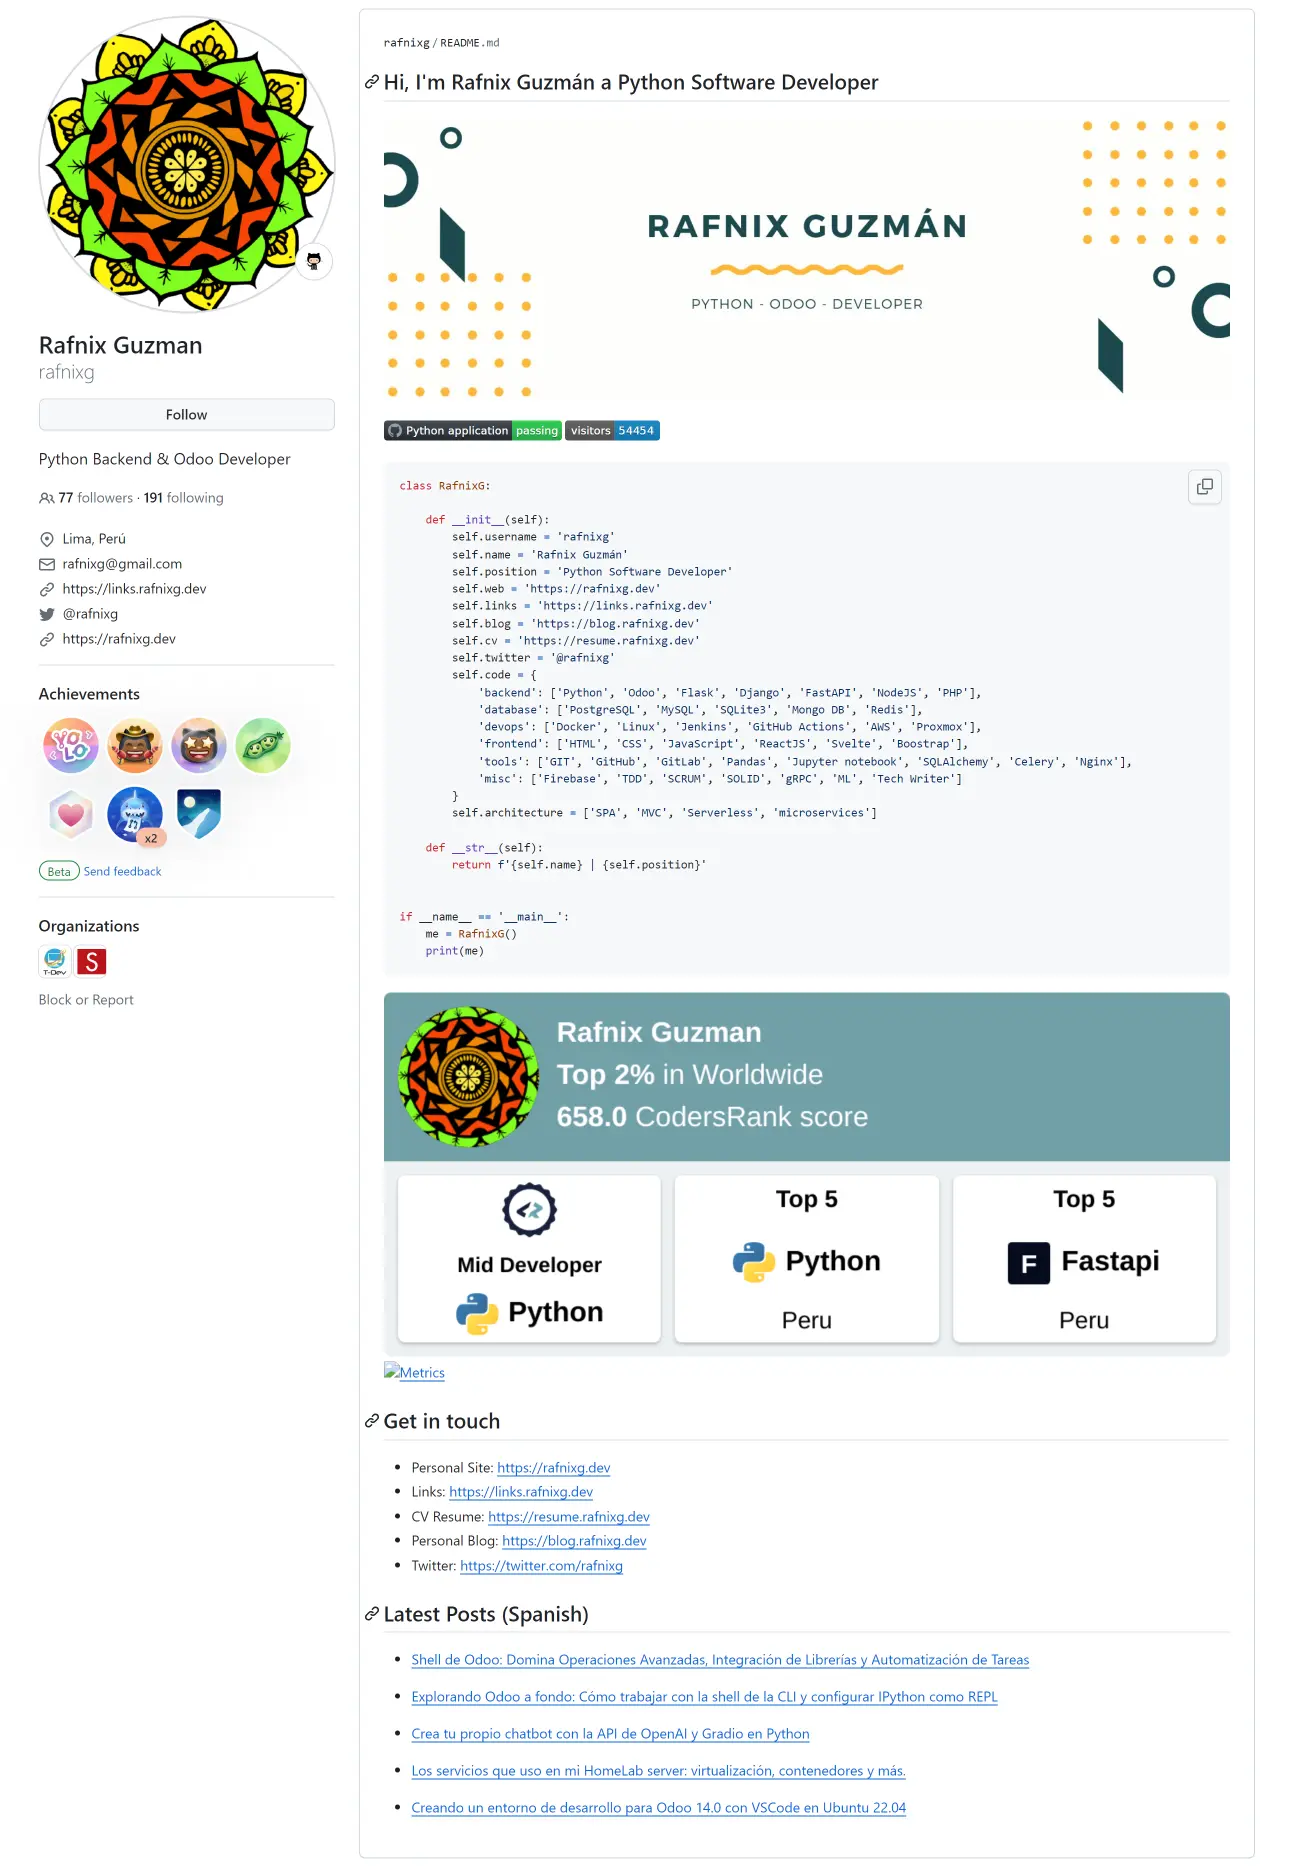 Rafnix Guzman
rafnixg
Follow
Python Backend & Odoo Developer
77 followers · 191 following
Lima, Perú
rafnixg@gmail.com
https://links.rafnixg.dev
@rafnixg
https://rafnixg.dev
Achievements
YOLO
x2
Beta Send feedback
Organizations
T-Dev S
Block or Report
rafnixg/README.md
Hi, I'm Rafnix Guzmán a Python Software Developer
RAFNIX GUZMÁN
PYTHON - ODOO - DEVELOPER
Python application passing visitors 54454
class RafnixG:
    def __init__(self):
        self.username = 'rafnixg'
        self.name = 'Rafnix Guzmán'
        self.position = 'Python Software Developer'
        self.web = 'https://rafnixg.dev'
        self.links = 'https://links.rafnixg.dev'
        self.blog = 'https://blog.rafnixg.dev'
        self.cv = 'https://resume.rafnixg.dev'
        self.twitter = '@rafnixg'
        self.code = {
            'backend': ['Python', 'Odoo', 'Flask', 'Django', 'FastAPI', 'NodeJS', 'PHP'],
            'database': ['PostgreSQL', 'MySQL', 'SQLite3', 'Mongo DB', 'Redis'],
            'devops': ['Docker', 'Linux', 'Jenkins', 'GitHub Actions', 'AWS', 'Proxmox'],
            'frontend': ['HTML', 'CSS', 'JavaScript', 'ReactJS', 'Svelte', 'Boostrap'],
            'tools': ['GIT', 'GitHub', 'GitLab', 'Pandas', 'Jupyter notebook', 'SQLAlchemy', 'Celery', 'Nginx'],
            'misc': ['Firebase', 'TDD', 'SCRUM', 'SOLID', 'gRPC', 'ML', 'Tech Writer']
        }
        self.architecture = ['SPA', 'MVC', 'Serverless', 'microservices']
    def __str__(self):
        return f'{self.name} | {self.position}'
if __name__ == '__main__':
    me = RafnixG()
    print(me)
Rafnix Guzman
Top 2% in Worldwide
658.0 CodersRank score
Mid Developer
Python
Top 5
Python
Peru
Top 5
F Fastapi
Peru
Metrics
Get in touch
Personal Site: https://rafnixg.dev
Links: https://links.rafnixg.dev
CV Resume: https://resume.rafnixg.dev
Personal Blog: https://blog.rafnixg.dev
Twitter: https://twitter.com/rafnixg
Latest Posts (Spanish)
Shell de Odoo: Domina Operaciones Avanzadas, Integración de Librerías y Automatización de Tareas
Explorando Odoo a fondo: Cómo trabajar con la shell de la CLI y configurar IPython como REPL
Crea tu propio chatbot con la API de OpenAI y Gradio en Python
Los servicios que uso en mi HomeLab server: virtualización, contenedores y más.
Creando un entorno de desarrollo para Odoo 14.0 con VSCode en Ubuntu 22.04